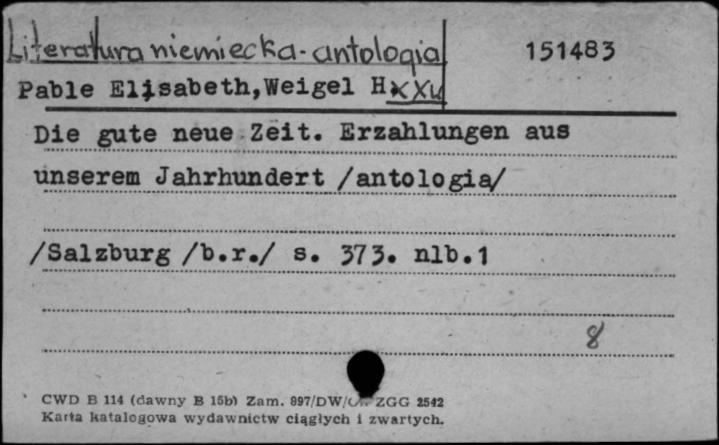 Literatura niemiecka - antologia 151483
Pable Elisabeth,Weigel H. XXw
Die gute neue Zeit. Erzahlungen aus
unserem Jahrhundert /antologia/
/Salzburg /b.r./ s. 373. nlb.1
8
CWD B 114 (dawny B 15b) Zam. 897/DW/ ZGG 2542
Karta katalogowa wydawnictw ciągłych i zwartych.